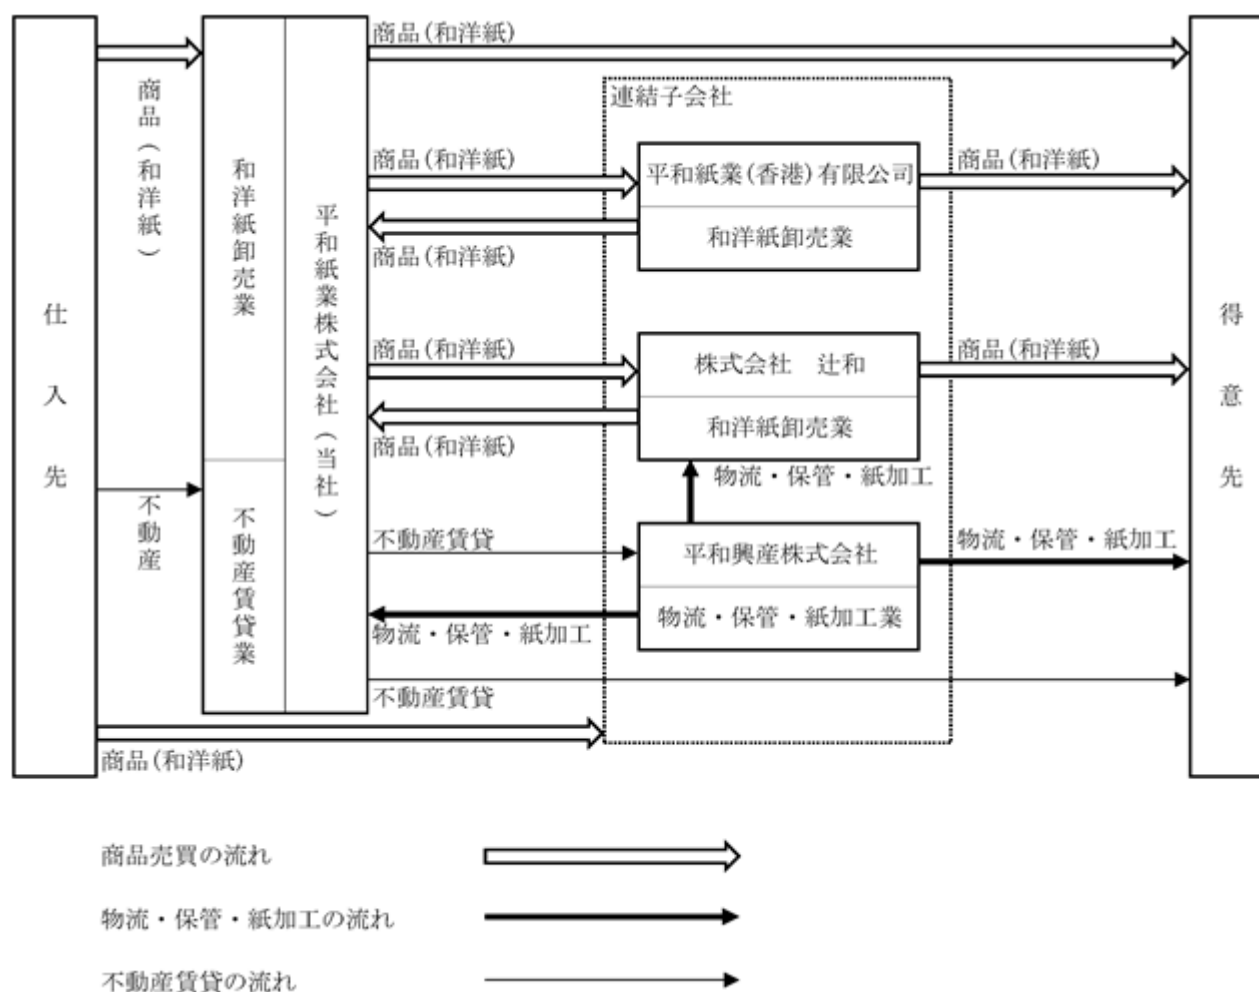 仕入先
商品(和洋紙)
不動産
和洋紙卸売業
不動産賃貸業
平和紙業株式会社(当社)
商品(和洋紙)
連結子会社
商品(和洋紙)
平和紙業(香港)有限公司
和洋紙卸売業
商品(和洋紙)
商品(和洋紙)
商品(和洋紙)
株式会社　辻和
和洋紙卸売業
商品(和洋紙)
商品(和洋紙)
物流・保管・紙加工
不動産賃貸
平和興産株式会社
物流・保管・紙加工業
物流・保管・紙加工
物流・保管・紙加工
不動産賃貸
商品(和洋紙)
得意先
商品売買の流れ
物流・保管・紙加工の流れ
不動産賃貸の流れ